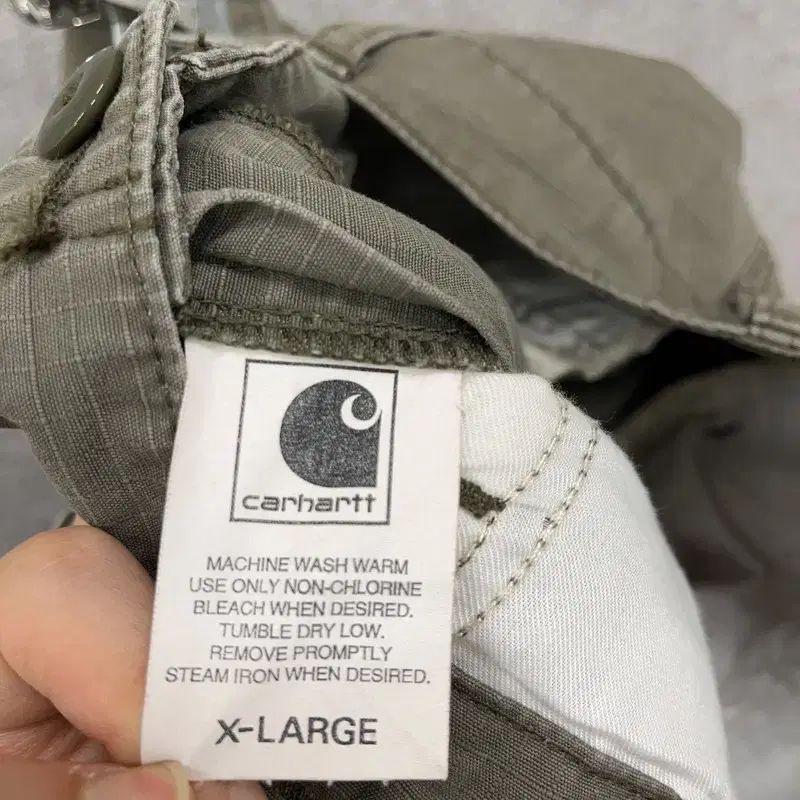 carhartt
MACHINE WASH WARM
USE ONLY NON-CHLORINE
BLEACH WHEN DESIRED.
TUMBLE DRY LOW.
REMOVE PROMPTLY
STEAM IRON WHEN DESIRED.
X-LARGE